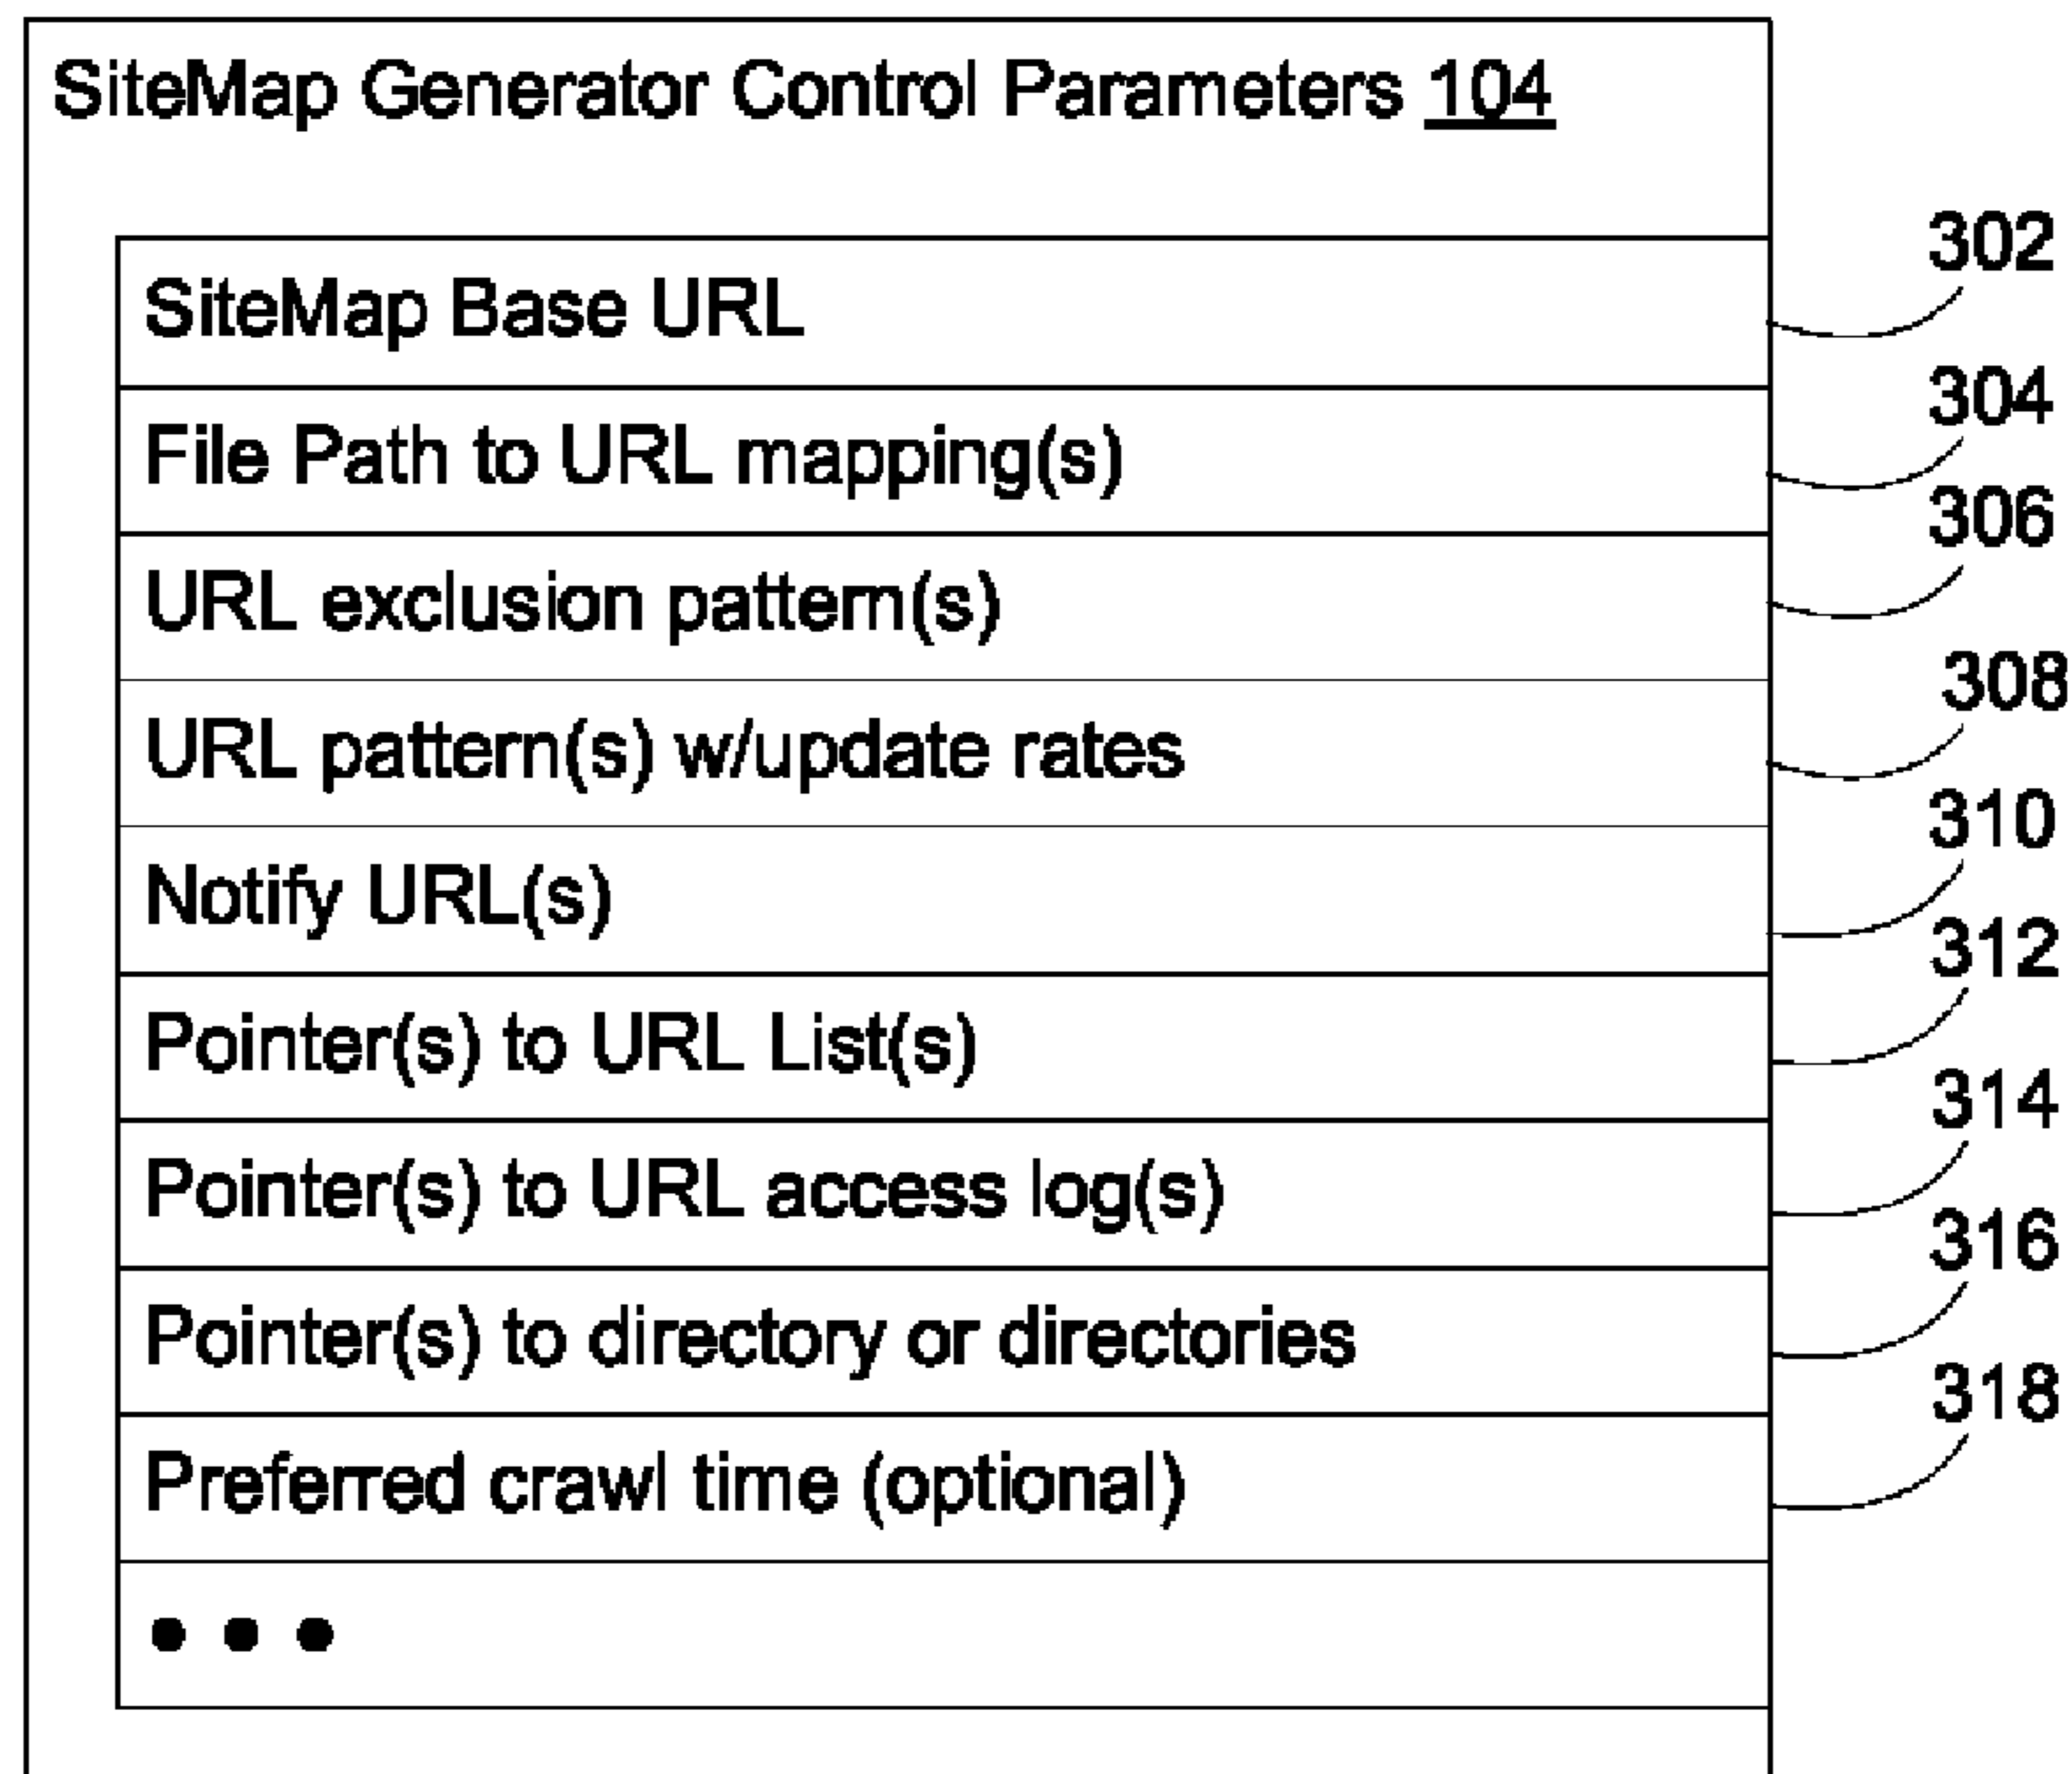 SiteMap Generator Control Parameters 104
302
SiteMap Base URL
304
File Path to URL mapping(s)
306
URL exclusion pattern(s)
308
URL pattern(s) w/update rates
310
Notify URL(s)
312
Pointer(s) to URL List(s)
314
Pointer(s) to URL access log(s)
316
Pointer(s) to directory or directories
318
Preferred crawl time (optional)
● ● ●